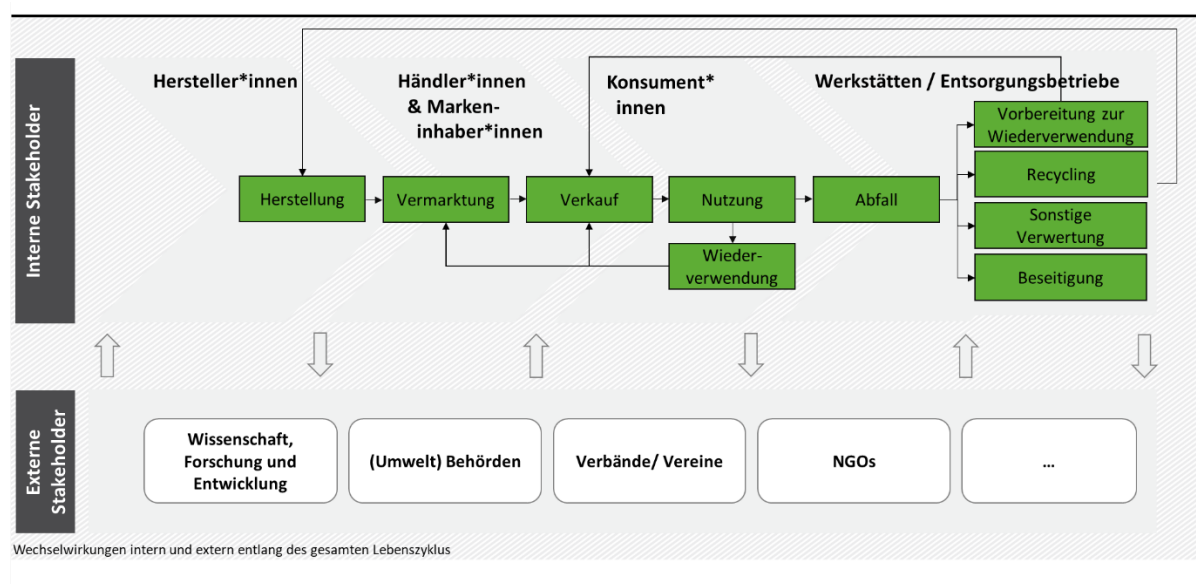 Interne Stakeholder
Hersteller*innen
Händler*innen
& Marken-
inhaber*innen
Konsument*
innen
Werkstätten / Entsorgungsbetriebe
Herstellung
Vermarktung
Verkauf
Nutzung
Wieder-
verwendung
Abfall
Vorbereitung zur
Wiederverwendung
Recycling
Sonstige
Verwertung
Beseitigung
Externe
Stakeholder
Wissenschaft,
Forschung und
Entwicklung
(Umwelt) Behörden
Verbände/ Vereine
NGOs
...
Wechselwirkungen intern und extern entlang des gesamten Lebenszyklus